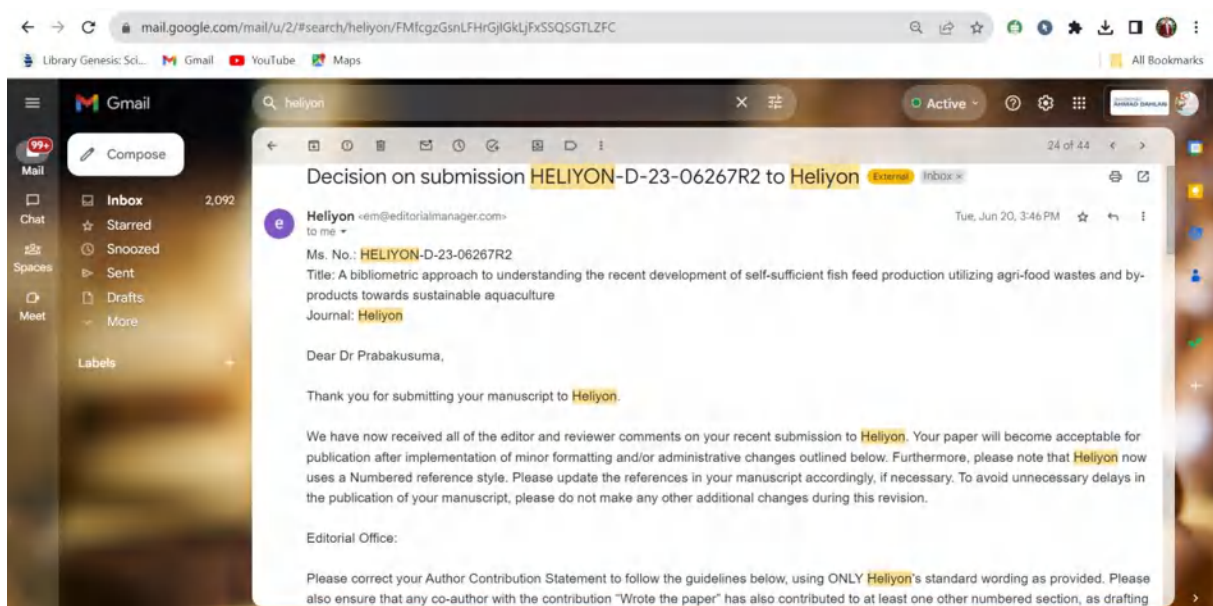 mail.google.com/mail/u/2/#search/heliyon/FMfcgzGsnLFHrGjlGkLjFxSSQSGTLZFC
Library Genesis: Sci... Gmail YouTube Maps All Bookmarks
Gmail heliyon Active AHMAD DAHLAN
99+ Compose 24 of 44
Mail
Decision on submission HELIYON-D-23-06267R2 to Heliyon External Inbox ×
Inbox 2,092
Chat
Starred
Heliyon <em@editorialmanager.com> Tue, Jun 20, 3:46 PM
e
to me
Snoozed
Spaces
Sent
Ms. No.: HELIYON-D-23-06267R2
Title: A bibliometric approach to understanding the recent development of self-sufficient fish feed production utilizing agri-food wastes and by-
Drafts
products towards sustainable aquaculture
Meet
More
Journal: Heliyon
Labels +
Dear Dr Prabakusuma,
Thank you for submitting your manuscript to Heliyon.
We have now received all of the editor and reviewer comments on your recent submission to Heliyon. Your paper will become acceptable for
publication after implementation of minor formatting and/or administrative changes outlined below. Furthermore, please note that Heliyon now
uses a Numbered reference style. Please update the references in your manuscript accordingly, if necessary. To avoid unnecessary delays in
the publication of your manuscript, please do not make any other additional changes during this revision.
Editorial Office:
Please correct your Author Contribution Statement to follow the guidelines below, using ONLY Heliyon's standard wording as provided. Please
also ensure that any co-author with the contribution "Wrote the paper" has also contributed to at least one other numbered section, as drafting